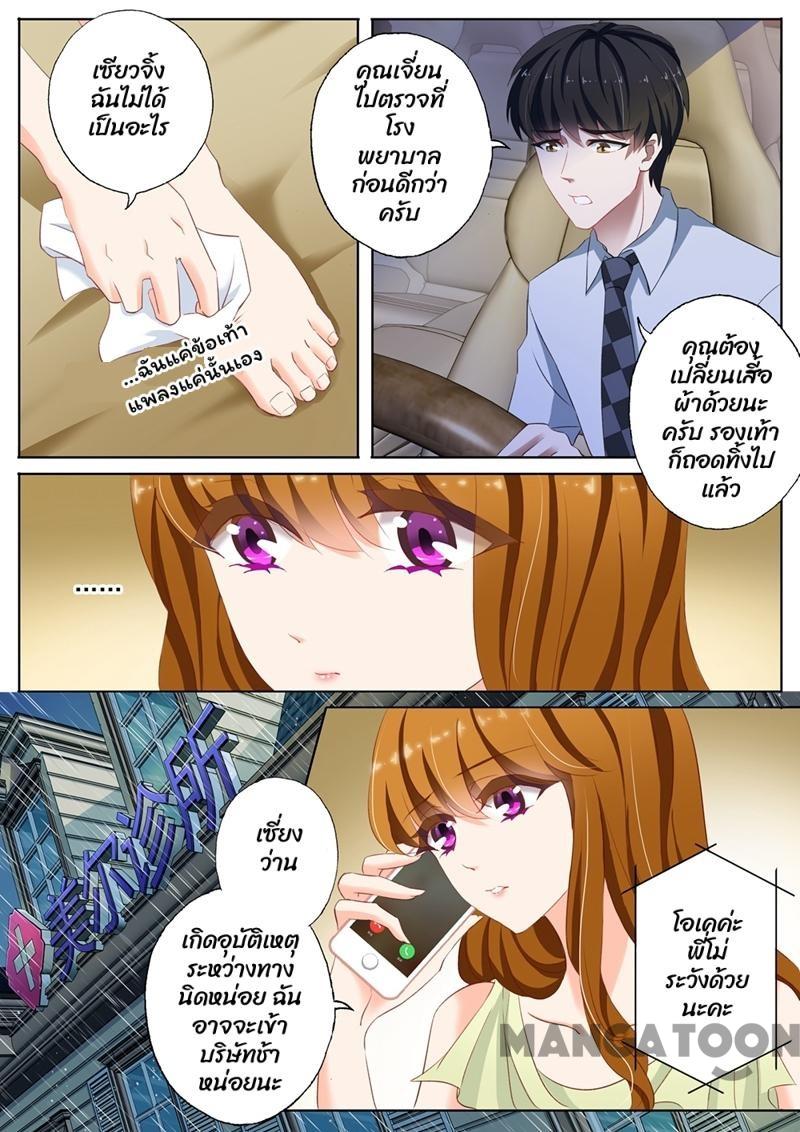 เซียวจิ้ง
ฉันไม่ได้
เป็นอะไร
...ฉันแค่ข้อเท้า
แพลงแค่นั้นเอง
คุณเจี่ยน
ไปตรวจที่
โรง
พยาบาล
ก่อนดีกว่า
ครับ
คุณต้อง
เปลี่ยนเสื้อ
ผ้าด้วยนะ
ครับ รองเท้า
ก็ถอดทิ้งไป
แล้ว
......
美尔诊所
เซี่ยง
ว่าน
เกิดอุบัติเหตุ
ระหว่างทาง
นิดหน่อย ฉัน
อาจจะเข้า
บริษัทช้า
หน่อยนะ
โอเคค่ะ
พี่โม่
ระวังด้วย
นะคะ
MANGATOON